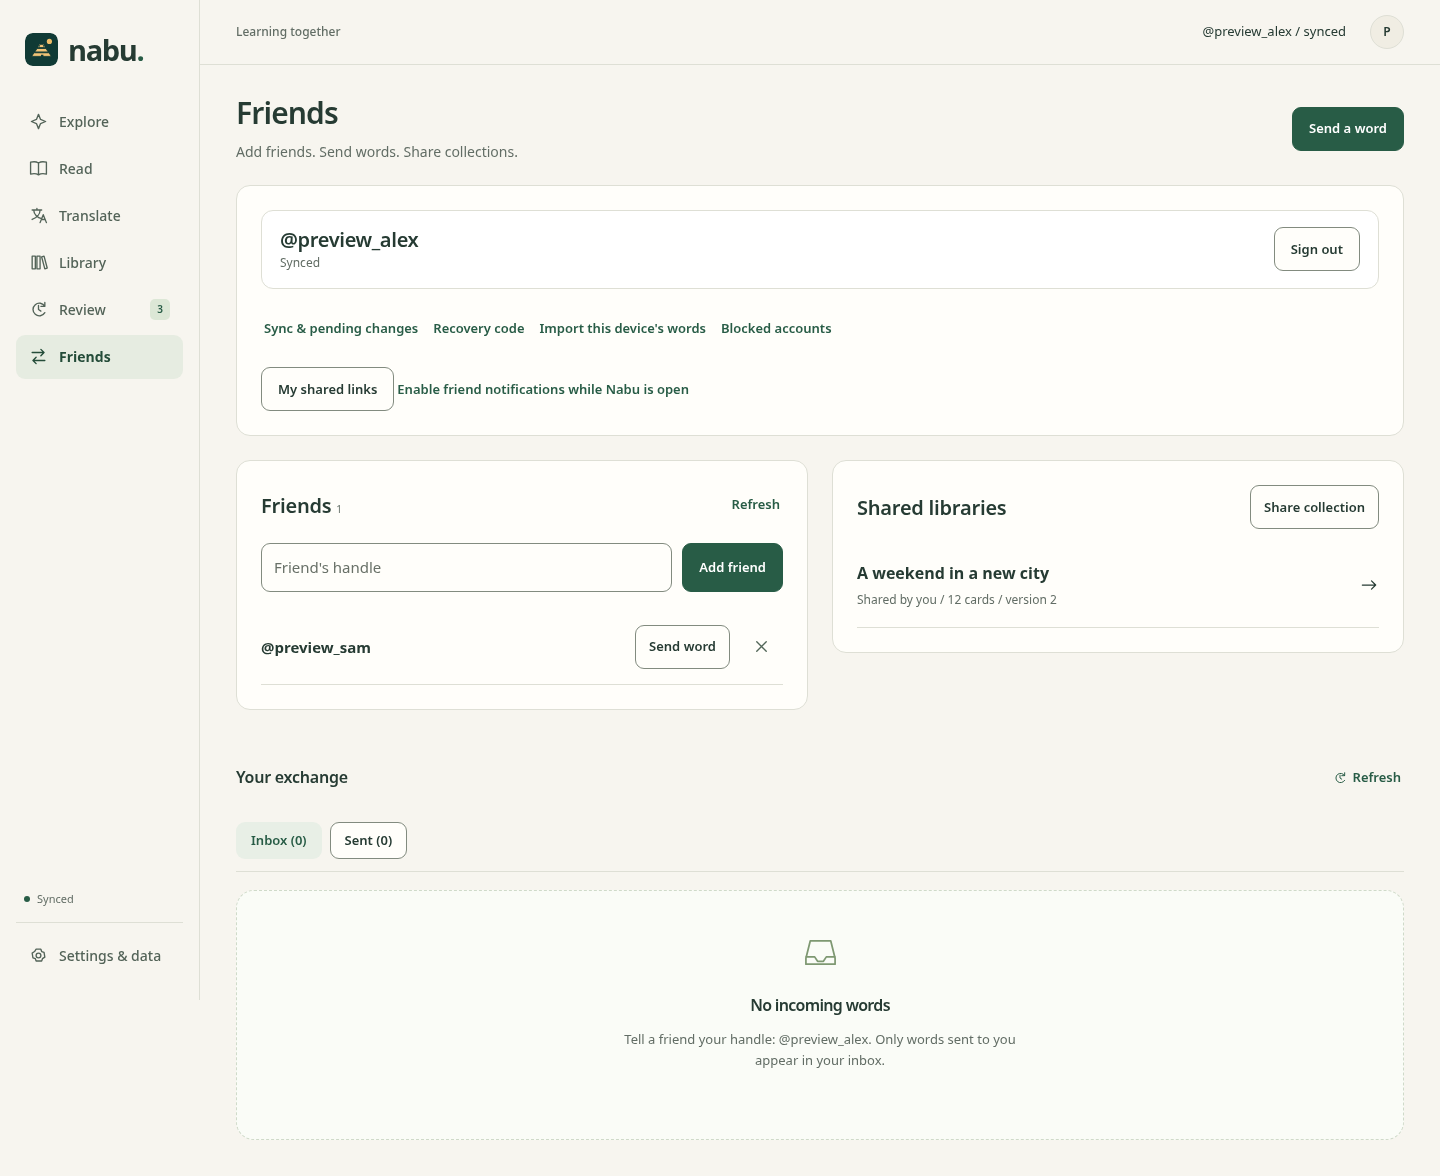 nabu.
Explore
Read
Translate
Library
Review 3
Friends
Synced
Settings & data
Learning together
@preview_alex / synced P
Friends
Add friends. Send words. Share collections.
Send a word
@preview_alex
Synced
Sign out
Sync & pending changes Recovery code Import this device's words Blocked accounts
My shared links Enable friend notifications while Nabu is open
Friends 1 Refresh
Friend's handle Add friend
@preview_sam Send word
Shared libraries Share collection
A weekend in a new city
Shared by you / 12 cards / version 2
Your exchange Refresh
Inbox (0) Sent (0)
No incoming words
Tell a friend your handle: @preview_alex. Only words sent to you
appear in your inbox.